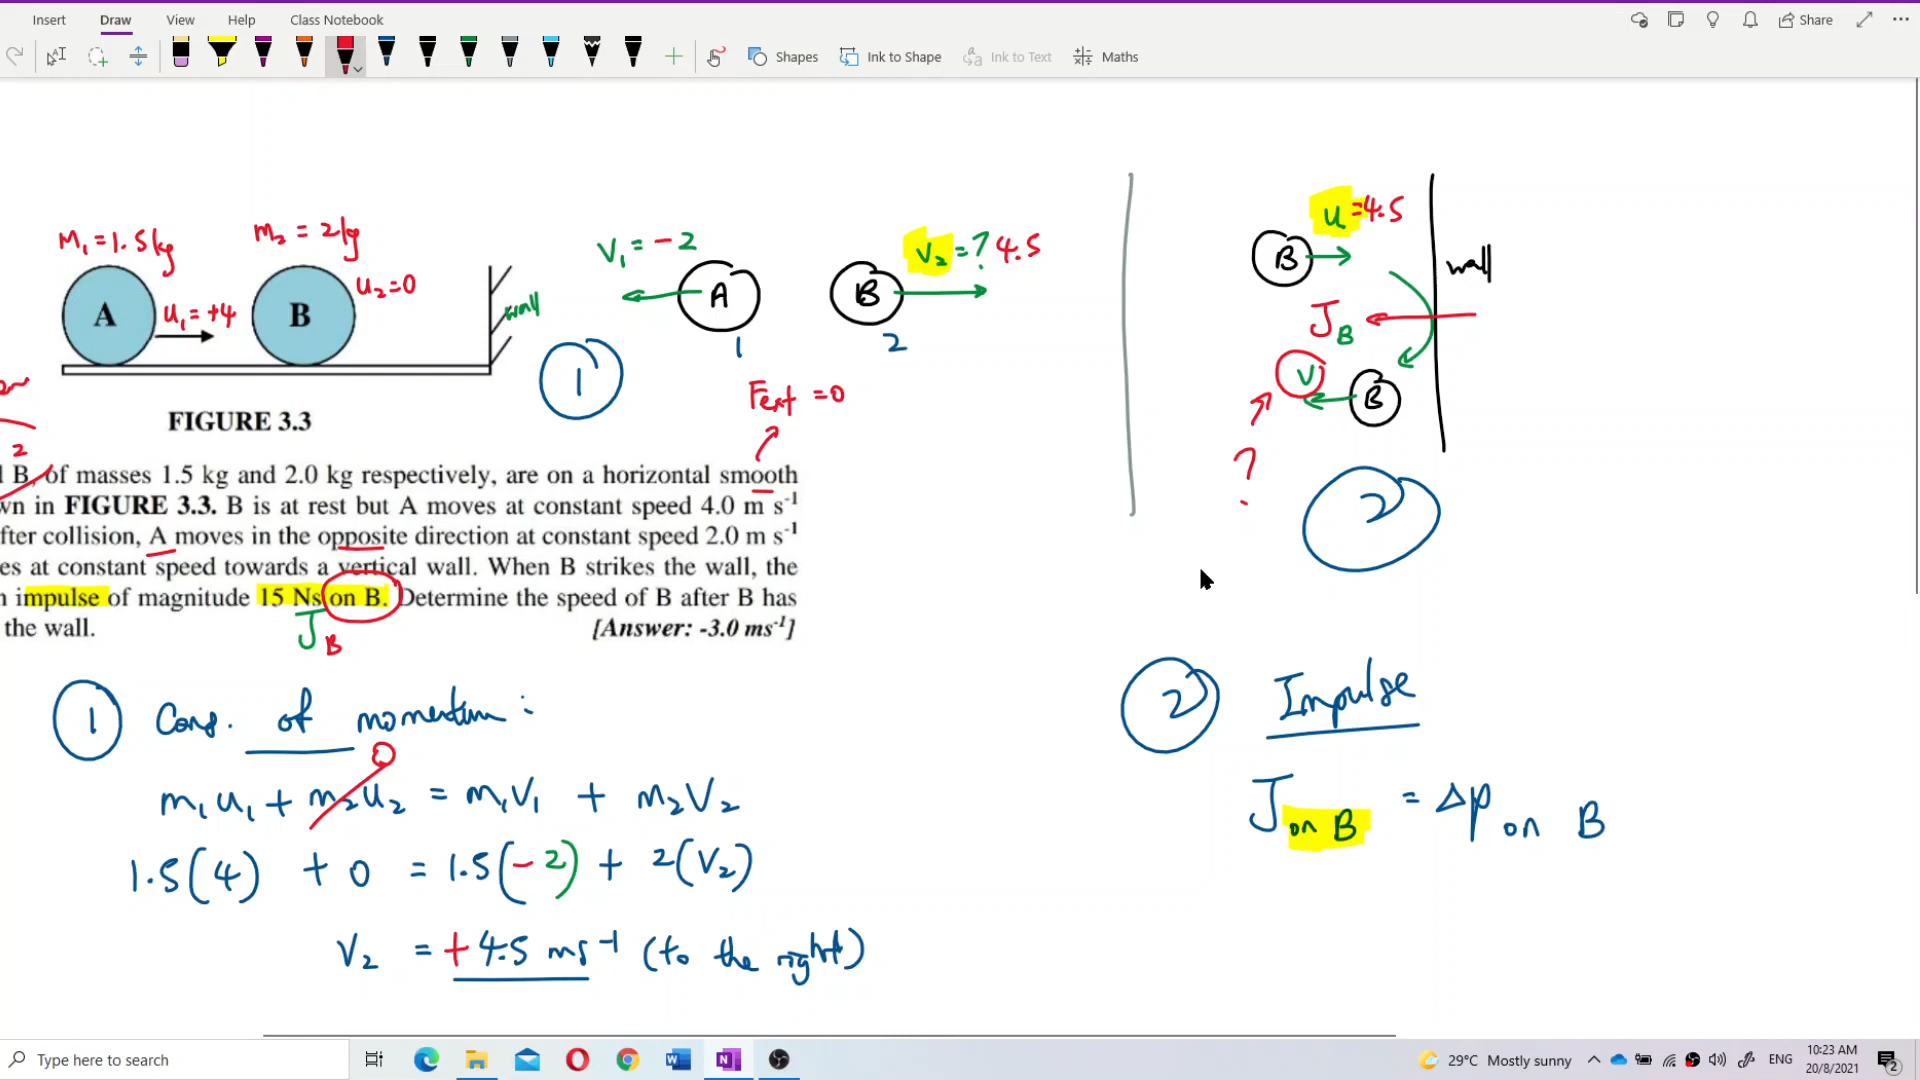 Insert Draw View Help Class Notebook Share
Shapes Ink to Shape Ink to Text Maths
M₁ = 1.5kg
m₂ = 2kg
u₂=0
A
u₁ = +4
B
wall
V₁ = -2
V₂ = ? 4.5
A
B
1
2
1
Fext = 0
2
u = 4.5
B
wall
J B
V
B
?
2
FIGURE 3.3
B, of masses 1.5 kg and 2.0 kg respectively, are on a horizontal smooth
wn in FIGURE 3.3. B is at rest but A moves at constant speed 4.0 m s⁻¹
fter collision, A moves in the opposite direction at constant speed 2.0 m s⁻¹
es at constant speed towards a vertical wall. When B strikes the wall, the
n impulse of magnitude 15 Ns on B. Determine the speed of B after B has
the wall. [Answer: -3.0 ms⁻¹]
J B
1 Cons. of momentum :
0
m₁u₁ + m₂u₂ = m₁V₁ + m₂V₂
1.5(4) + 0 = 1.5(-2) + 2(V₂)
V₂ = +4.5 ms⁻¹ (to the right)
2 Impulse
J on B = Δp on B
Type here to search
29°C Mostly sunny ENG 10:23 AM
20/8/2021
2